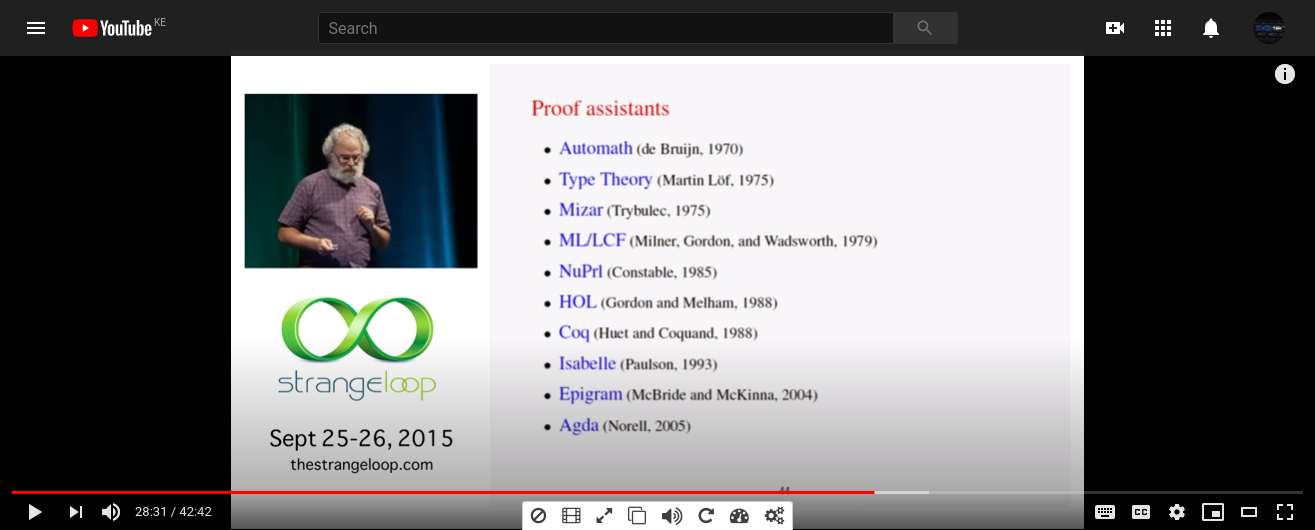 YouTube KE
Search
Proof assistants
• Automath (de Bruijn, 1970)
• Type Theory (Martin Löf, 1975)
• Mizar (Trybulec, 1975)
• ML/LCF (Milner, Gordon, and Wadsworth, 1979)
• NuPrl (Constable, 1985)
• HOL (Gordon and Melham, 1988)
• Coq (Huet and Coquand, 1988)
• Isabelle (Paulson, 1993)
• Epigram (McBride and McKinna, 2004)
• Agda (Norell, 2005)
strangeloop
Sept 25-26, 2015
thestrangeloop.com
28:31 / 42:42
CC